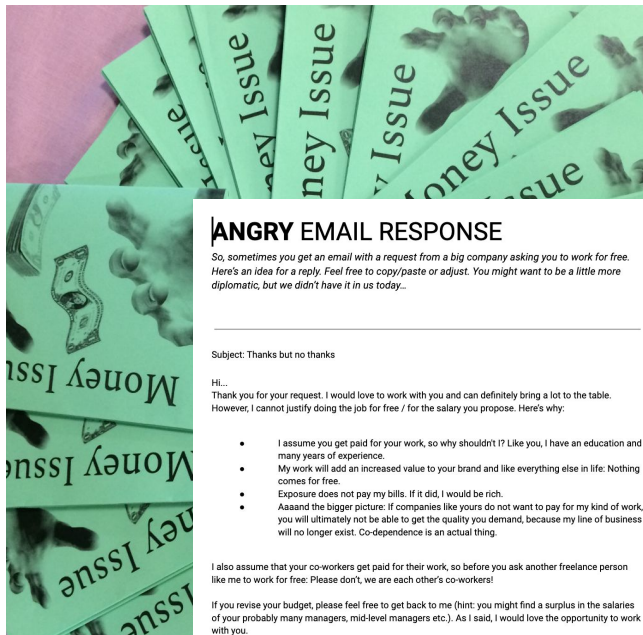 Issue
Issue
Issue
ney Issue
ney Issue
Issue
Money Issue
Issue
Money Issue
Money Issue
Money Issue
ANGRY EMAIL RESPONSE
So, sometimes you get an email with a request from a big company asking you to work for free.
Here's an idea for a reply. Feel free to copy/paste or adjust. You might want to be a little more
diplomatic, but we didn't have it in us today…
Subject: Thanks but no thanks
Hi...
Thank you for your request. I would love to work with you and can definitely bring a lot to the table.
However, I cannot justify doing the job for free / for the salary you propose. Here's why:
● I assume you get paid for your work, so why shouldn't I? Like you, I have an education and
many years of experience.
● My work will add an increased value to your brand and like everything else in life: Nothing
comes for free.
● Exposure does not pay my bills. If it did, I would be rich.
● Aaaand the bigger picture: If companies like yours do not want to pay for my kind of work,
you will ultimately not be able to get the quality you demand, because my line of business
will no longer exist. Co-dependence is an actual thing.
I also assume that your co-workers get paid for their work, so before you ask another freelance person
like me to work for free: Please don't, we are each other's co-workers!
If you revise your budget, please feel free to get back to me (hint: you might find a surplus in the salaries
of your probably many managers, mid-level managers etc.). As I said, I would love the opportunity to work
with you.